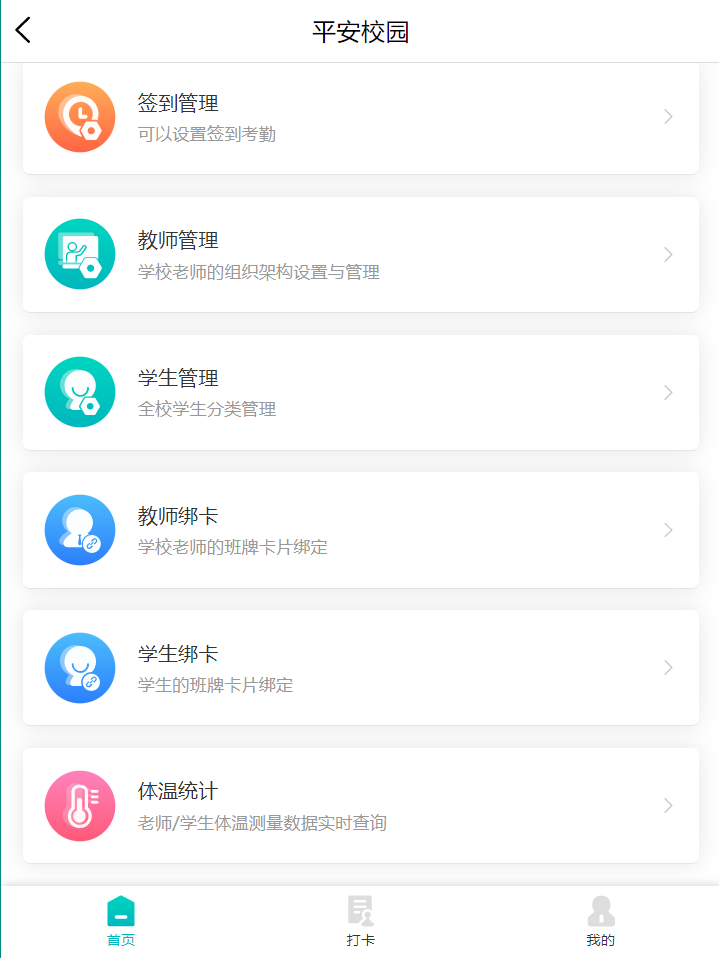 平安校园
签到管理
可以设置签到考勤
教师管理
学校老师的组织架构设置与管理
学生管理
全校学生分类管理
教师绑卡
学校老师的班牌卡片绑定
学生绑卡
学生的班牌卡片绑定
体温统计
老师/学生体温测量数据实时查询
首页
打卡
我的